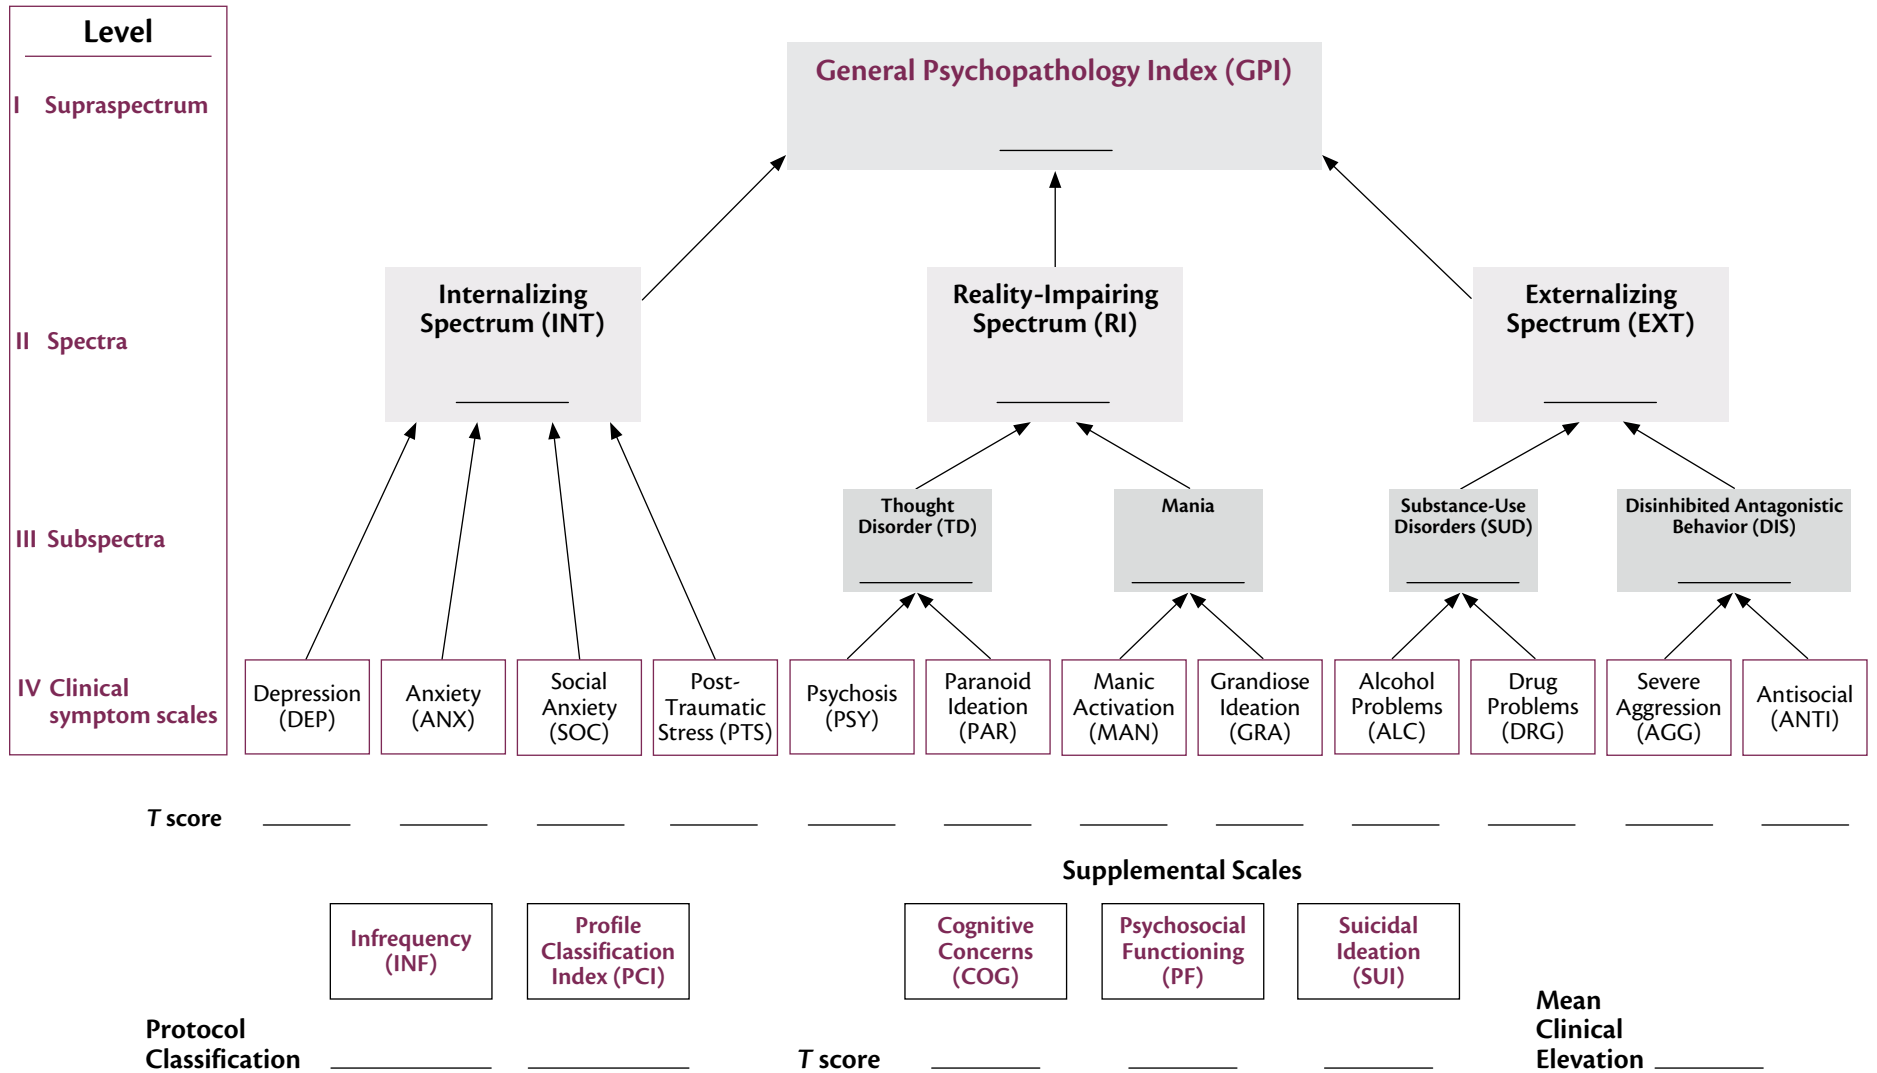 Level
I Supraspectrum
II Spectra
III Subspectra
IV Clinical
symptom scales
General Psychopathology Index (GPI)
Internalizing
Spectrum (INT)
Reality-Impairing
Spectrum (RI)
Externalizing
Spectrum (EXT)
Thought
Disorder (TD)
Mania
Substance-Use
Disorders (SUD)
Disinhibited Antagonistic
Behavior (DIS)
Depression
(DEP)
Anxiety
(ANX)
Social
Anxiety
(SOC)
Post-
Traumatic
Stress (PTS)
Psychosis
(PSY)
Paranoid
Ideation
(PAR)
Manic
Activation
(MAN)
Grandiose
Ideation
(GRA)
Alcohol
Problems
(ALC)
Drug
Problems
(DRG)
Severe
Aggression
(AGG)
Antisocial
(ANTI)
T score
Supplemental Scales
Infrequency
(INF)
Profile
Classification
Index (PCI)
Cognitive
Concerns
(COG)
Psychosocial
Functioning
(PF)
Suicidal
Ideation
(SUI)
Protocol
Classification
T score
Mean
Clinical
Elevation